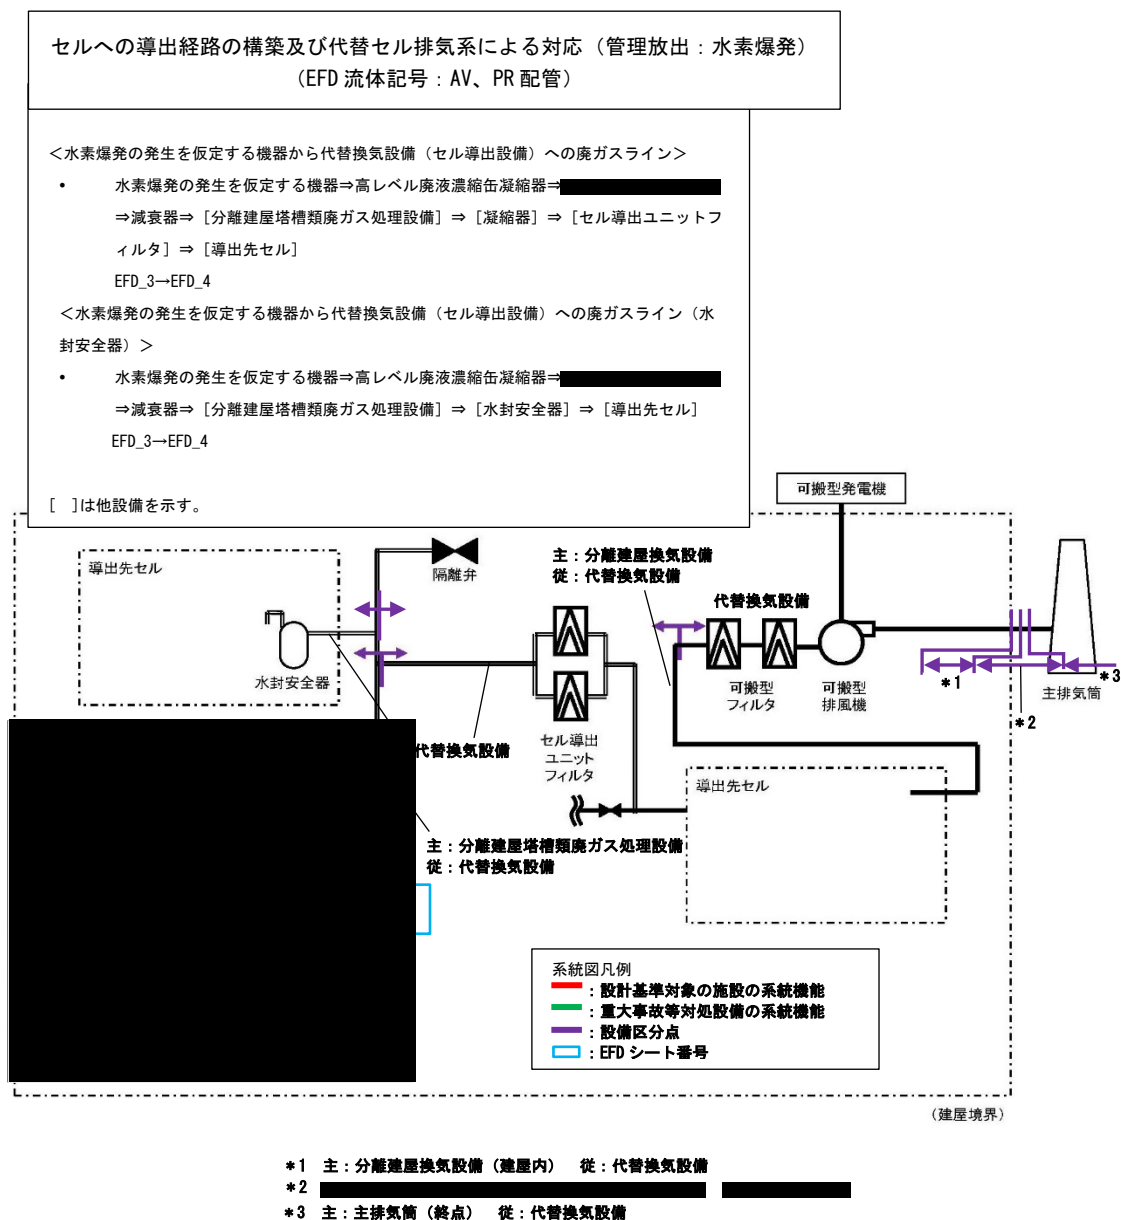 セルへの導出経路の構築及び代替セル排気系による対応（管理放出：水素爆発）
（EFD 流体記号：AV、PR 配管）
＜水素爆発の発生を仮定する機器から代替換気設備（セル導出設備）への廃ガスライン＞
• 水素爆発の発生を仮定する機器⇒高レベル廃液濃縮缶凝縮器⇒
⇒減衰器⇒［分離建屋塔槽類廃ガス処理設備］⇒［凝縮器］⇒［セル導出ユニットフ
ィルタ］⇒［導出先セル］
EFD_3→EFD_4
＜水素爆発の発生を仮定する機器から代替換気設備（セル導出設備）への廃ガスライン（水
封安全器）＞
• 水素爆発の発生を仮定する機器⇒高レベル廃液濃縮缶凝縮器⇒
⇒減衰器⇒［分離建屋塔槽類廃ガス処理設備］⇒［水封安全器］⇒［導出先セル］
EFD_3→EFD_4
［　］は他設備を示す。
可搬型発電機
導出先セル
隔離弁
主：分離建屋換気設備
従：代替換気設備
代替換気設備
水封安全器
可搬型
フィルタ
可搬型
排風機
＊1
＊3
主排気筒
＊2
代替換気設備
セル導出
ユニット
フィルタ
導出先セル
主：分離建屋塔槽類廃ガス処理設備
従：代替換気設備
系統図凡例
：設計基準対象の施設の系統機能
：重大事故等対処設備の系統機能
：設備区分点
：EFD シート番号
（建屋境界）
＊1　主：分離建屋換気設備（建屋内）　従：代替換気設備
＊2
＊3　主：主排気筒（終点）　従：代替換気設備